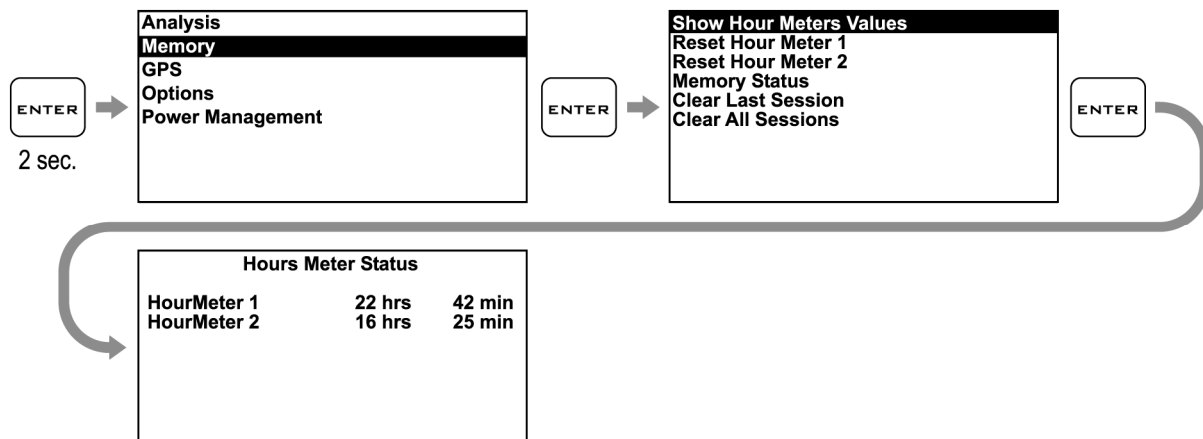 ENTER
2 sec.
Analysis
Memory
GPS
Options
Power Management
ENTER
Show Hour Meters Values
Reset Hour Meter 1
Reset Hour Meter 2
Memory Status
Clear Last Session
Clear All Sessions
ENTER
Hours Meter Status
HourMeter 1 22 hrs 42 min
HourMeter 2 16 hrs 25 min